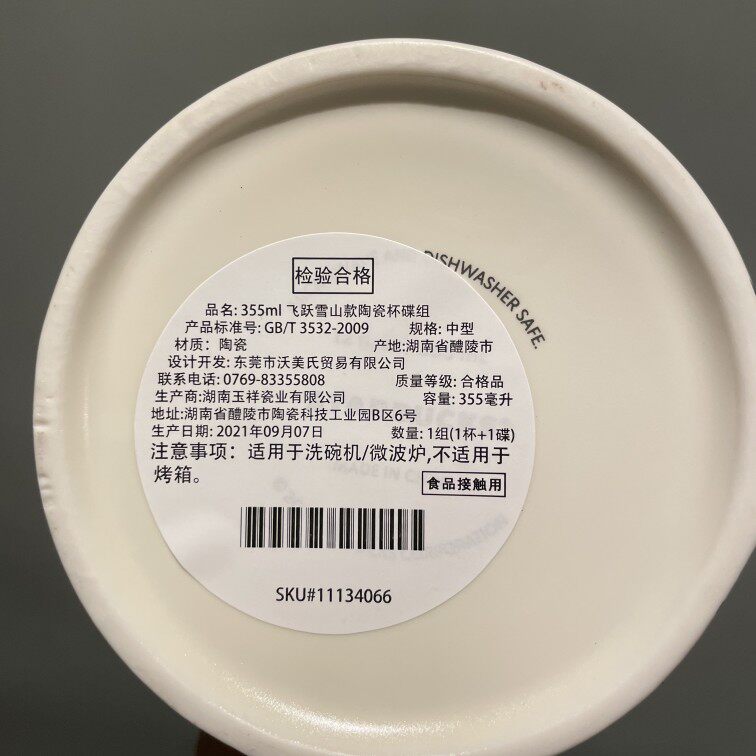 DISHWASHER SAFE.
检验合格
品名: 355ml 飞跃雪山款陶瓷杯碟组
产品标准号: GB/T 3532-2009 规格: 中型
材质: 陶瓷 产地:湖南省醴陵市
设计开发: 东莞市沃美氏贸易有限公司
联系电话: 0769-83355808 质量等级: 合格品
生产商:湖南玉祥瓷业有限公司 容量: 355毫升
地址:湖南省醴陵市陶瓷科技工业园B区6号
生产日期: 2021年09月07日 数量: 1组(1杯+1碟)
注意事项: 适用于洗碗机/微波炉,不适用于
烤箱。
食品接触用
SKU#11134066